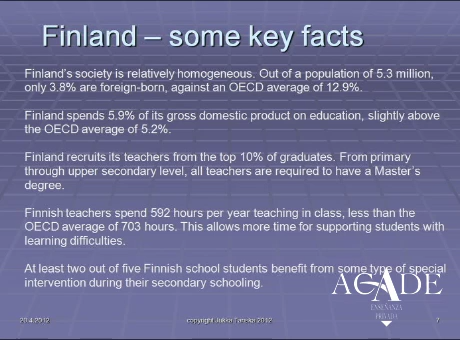 Finland – some key facts
Finland's society is relatively homogeneous. Out of a population of 5.3 million,
only 3.8% are foreign-born, against an OECD average of 12.9%.
Finland spends 5.9% of its gross domestic product on education, slightly above
the OECD average of 5.2%.
Finland recruits its teachers from the top 10% of graduates. From primary
through upper secondary level, all teachers are required to have a Master's
degree.
Finnish teachers spend 592 hours per year teaching in class, less than the
OECD average of 703 hours. This allows more time for supporting students with
learning difficulties.
At least two out of five Finnish school students benefit from some type of special
intervention during their secondary schooling.
ACADE
ENSEÑANZA
PRIVADA
20.4.2012
copyright Jukka Tanska 2012
7